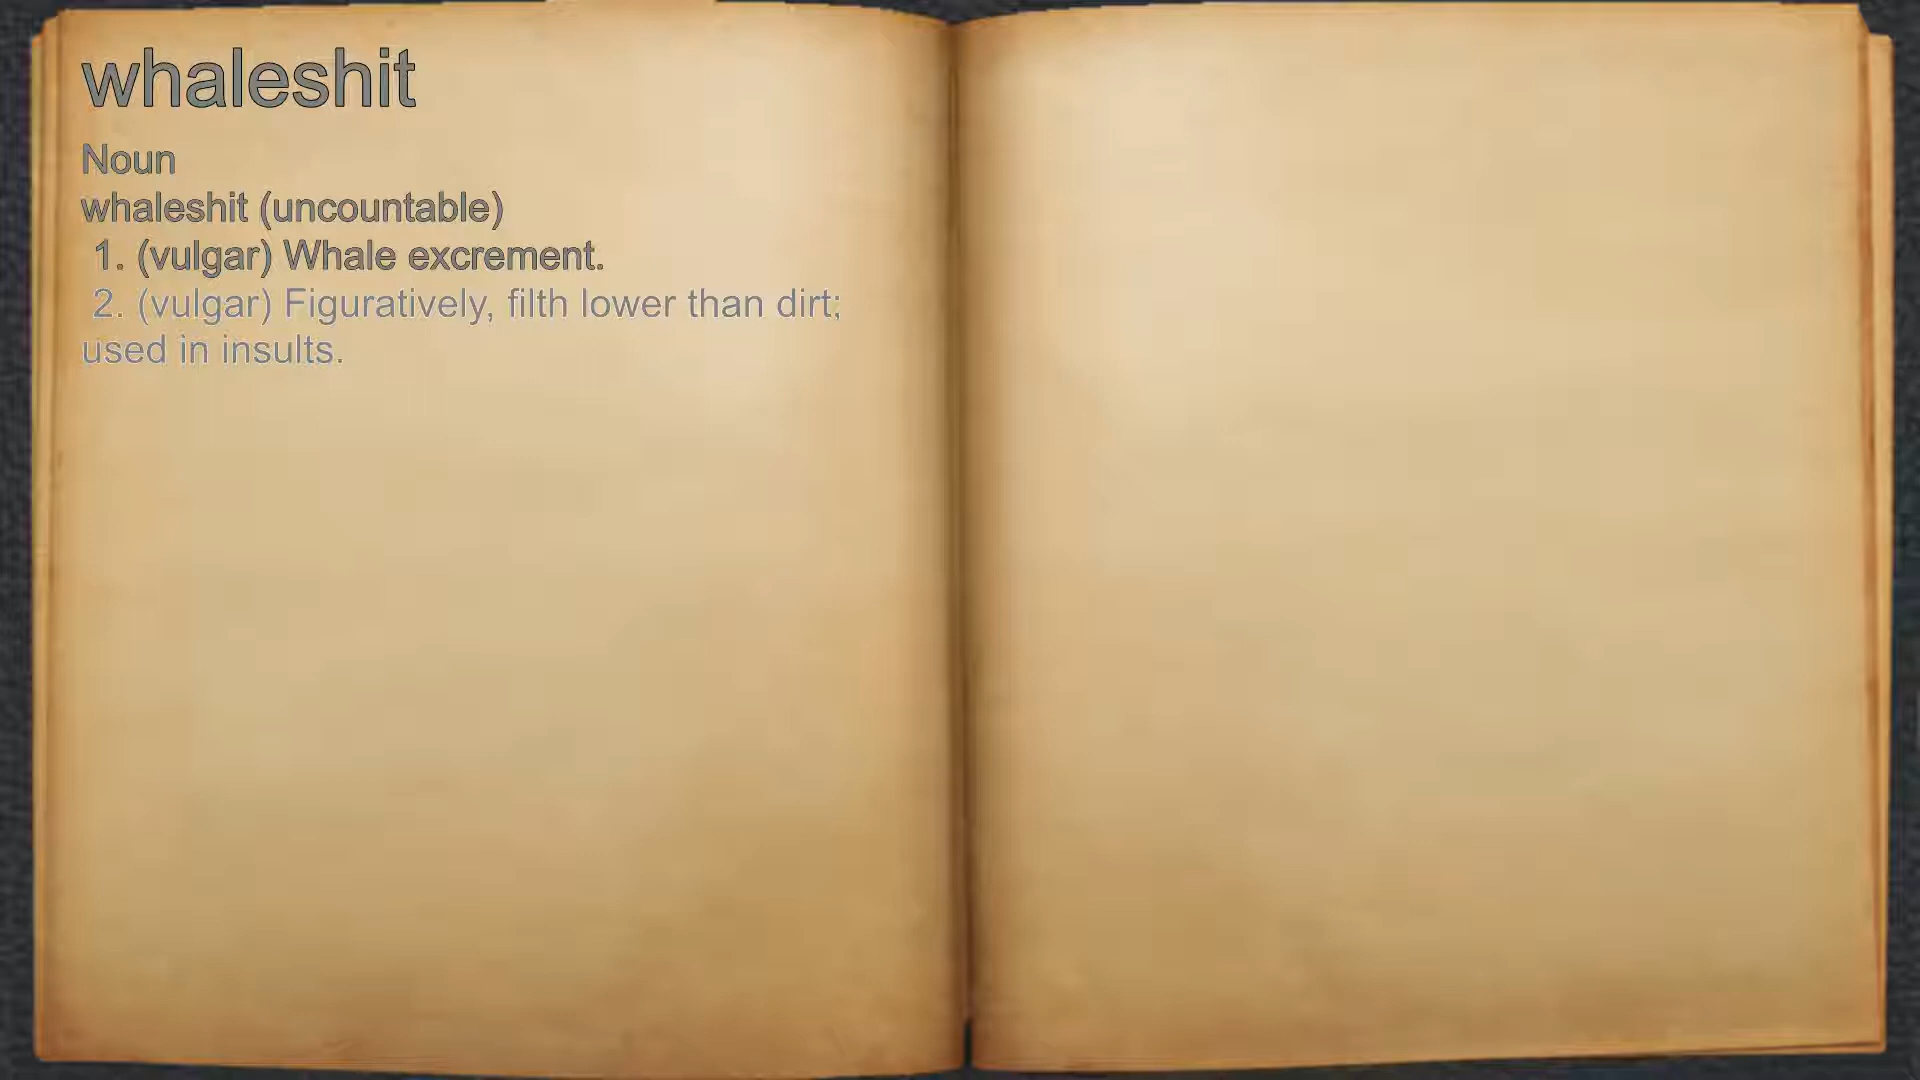 whaleshit
Noun
whaleshit (uncountable)
1. (vulgar) Whale excrement.
2. (vulgar) Figuratively, filth lower than dirt;
used in insults.